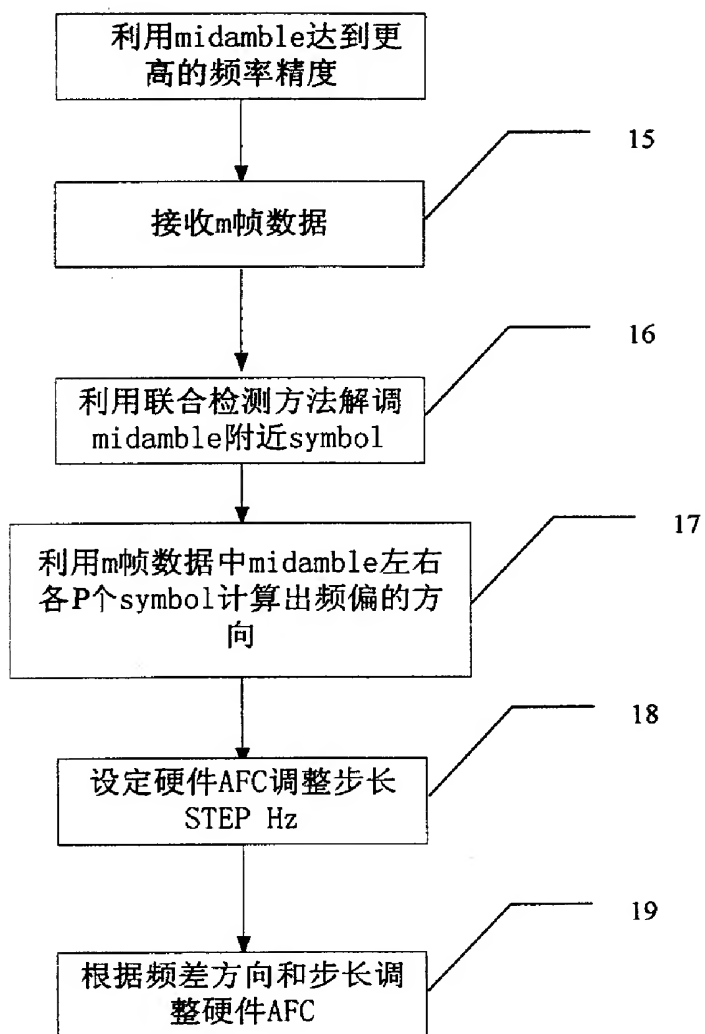 利用midamble达到更
高的频率精度
15
接收m帧数据
16
利用联合检测方法解调
midamble附近symbol
17
利用m帧数据中midamble左右
各P个symbol计算出频偏的方
向
18
设定硬件AFC调整步长
STEP Hz
19
根据频差方向和步长调
整硬件AFC